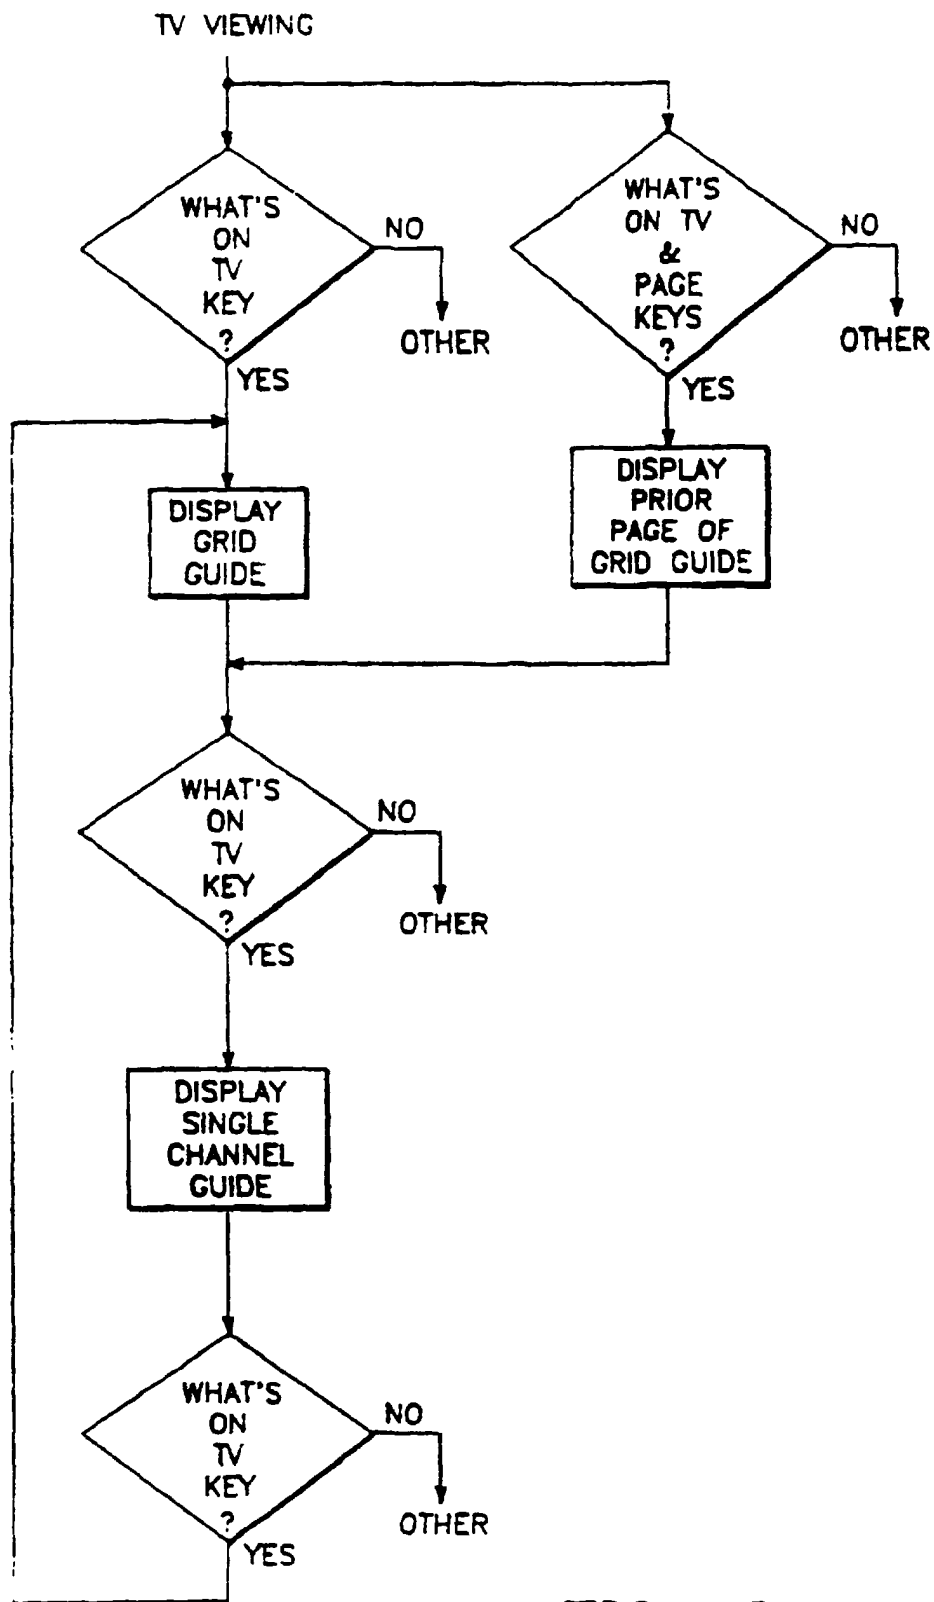 TV VIEWING
WHAT'S
ON
TV
KEY
?
NO
OTHER
YES
WHAT'S
ON TV
&
PAGE
KEYS
?
NO
OTHER
YES
DISPLAY
GRID
GUIDE
DISPLAY
PRIOR
PAGE OF
GRID GUIDE
WHAT'S
ON
TV
KEY
?
NO
OTHER
YES
DISPLAY
SINGLE
CHANNEL
GUIDE
WHAT'S
ON
TV
KEY
?
NO
OTHER
YES